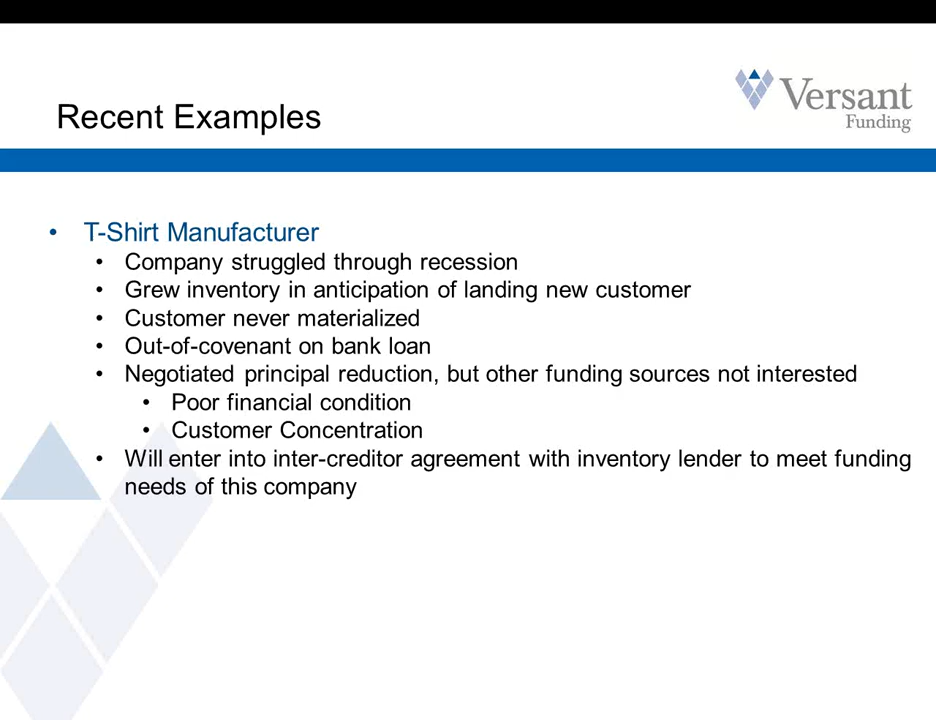 Versant
Funding
Recent Examples
• T-Shirt Manufacturer
• Company struggled through recession
• Grew inventory in anticipation of landing new customer
• Customer never materialized
• Out-of-covenant on bank loan
• Negotiated principal reduction, but other funding sources not interested
• Poor financial condition
• Customer Concentration
• Will enter into inter-creditor agreement with inventory lender to meet funding
needs of this company